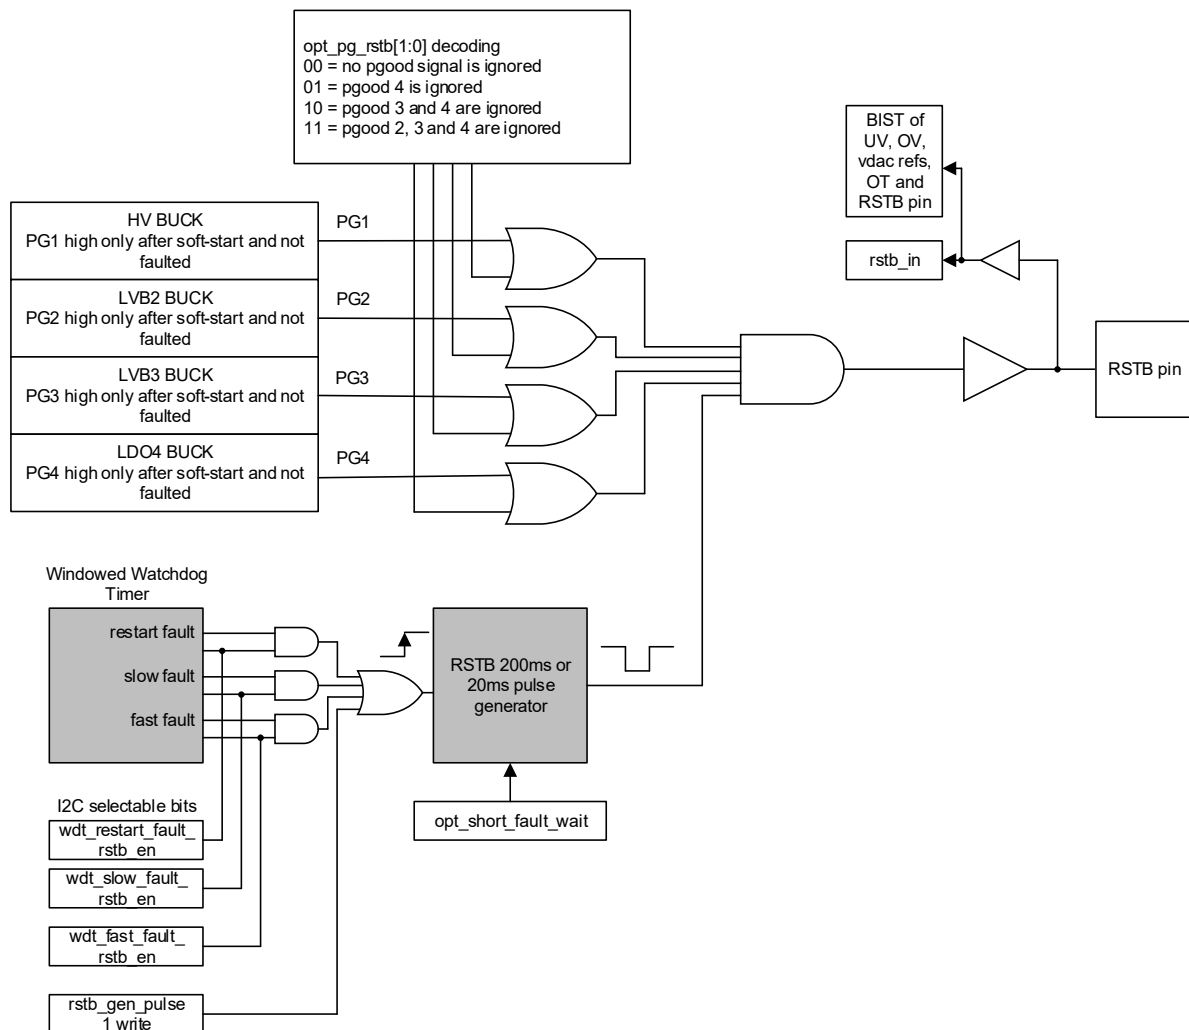 opt_pg_rstb[1:0] decoding
00 = no pgood signal is ignored
01 = pgood 4 is ignored
10 = pgood 3 and 4 are ignored
11 = pgood 2, 3 and 4 are ignored
BIST of
UV, OV,
vdac refs,
OT and
RSTB pin
rstb_in
HV BUCK
PG1 high only after soft-start and not
faulted
PG1
LVB2 BUCK
PG2 high only after soft-start and not
faulted
PG2
LVB3 BUCK
PG3 high only after soft-start and not
faulted
PG3
LDO4 BUCK
PG4 high only after soft-start and not
faulted
PG4
RSTB pin
Windowed Watchdog
Timer
restart fault
slow fault
fast fault
RSTB 200ms or
20ms pulse
generator
opt_short_fault_wait
I2C selectable bits
wdt_restart_fault_
rstb_en
wdt_slow_fault_
rstb_en
wdt_fast_fault_
rstb_en
rstb_gen_pulse
1 write